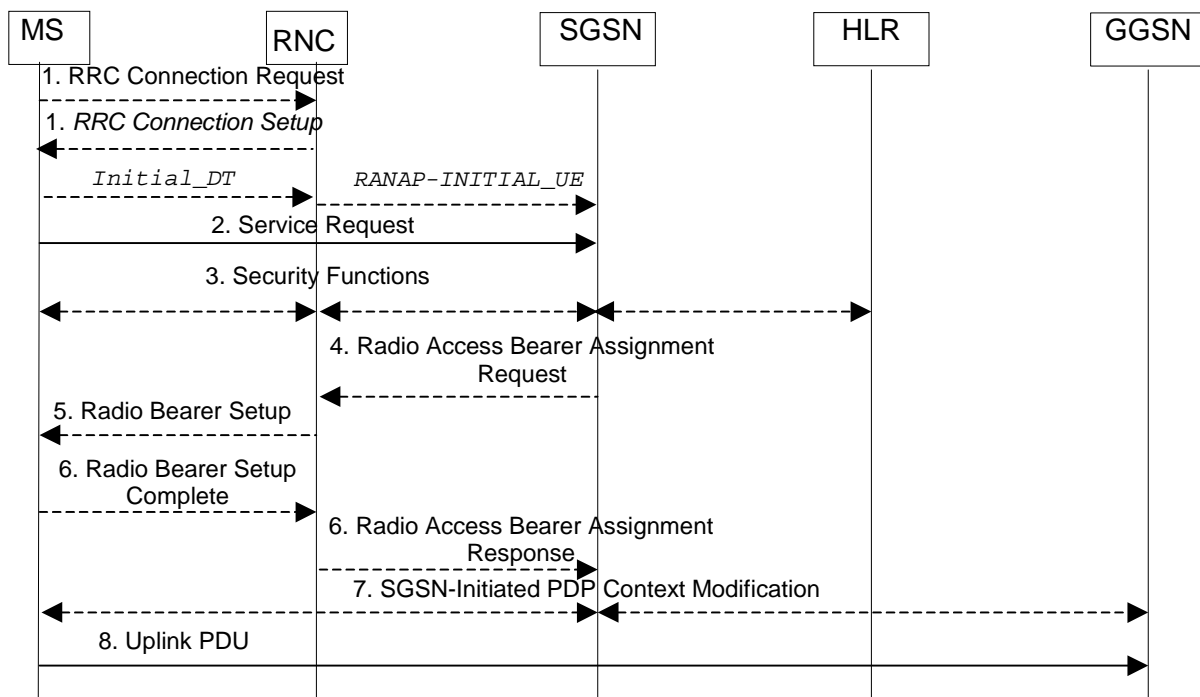 MS
RNC
SGSN
HLR
GGSN
1. RRC Connection Request
1. RRC Connection Setup
Initial_DT
RANAP-INITIAL_UE
2. Service Request
3. Security Functions
4. Radio Access Bearer Assignment
Request
5. Radio Bearer Setup
6. Radio Bearer Setup
Complete
6. Radio Access Bearer Assignment
Response
7. SGSN-Initiated PDP Context Modification
8. Uplink PDU